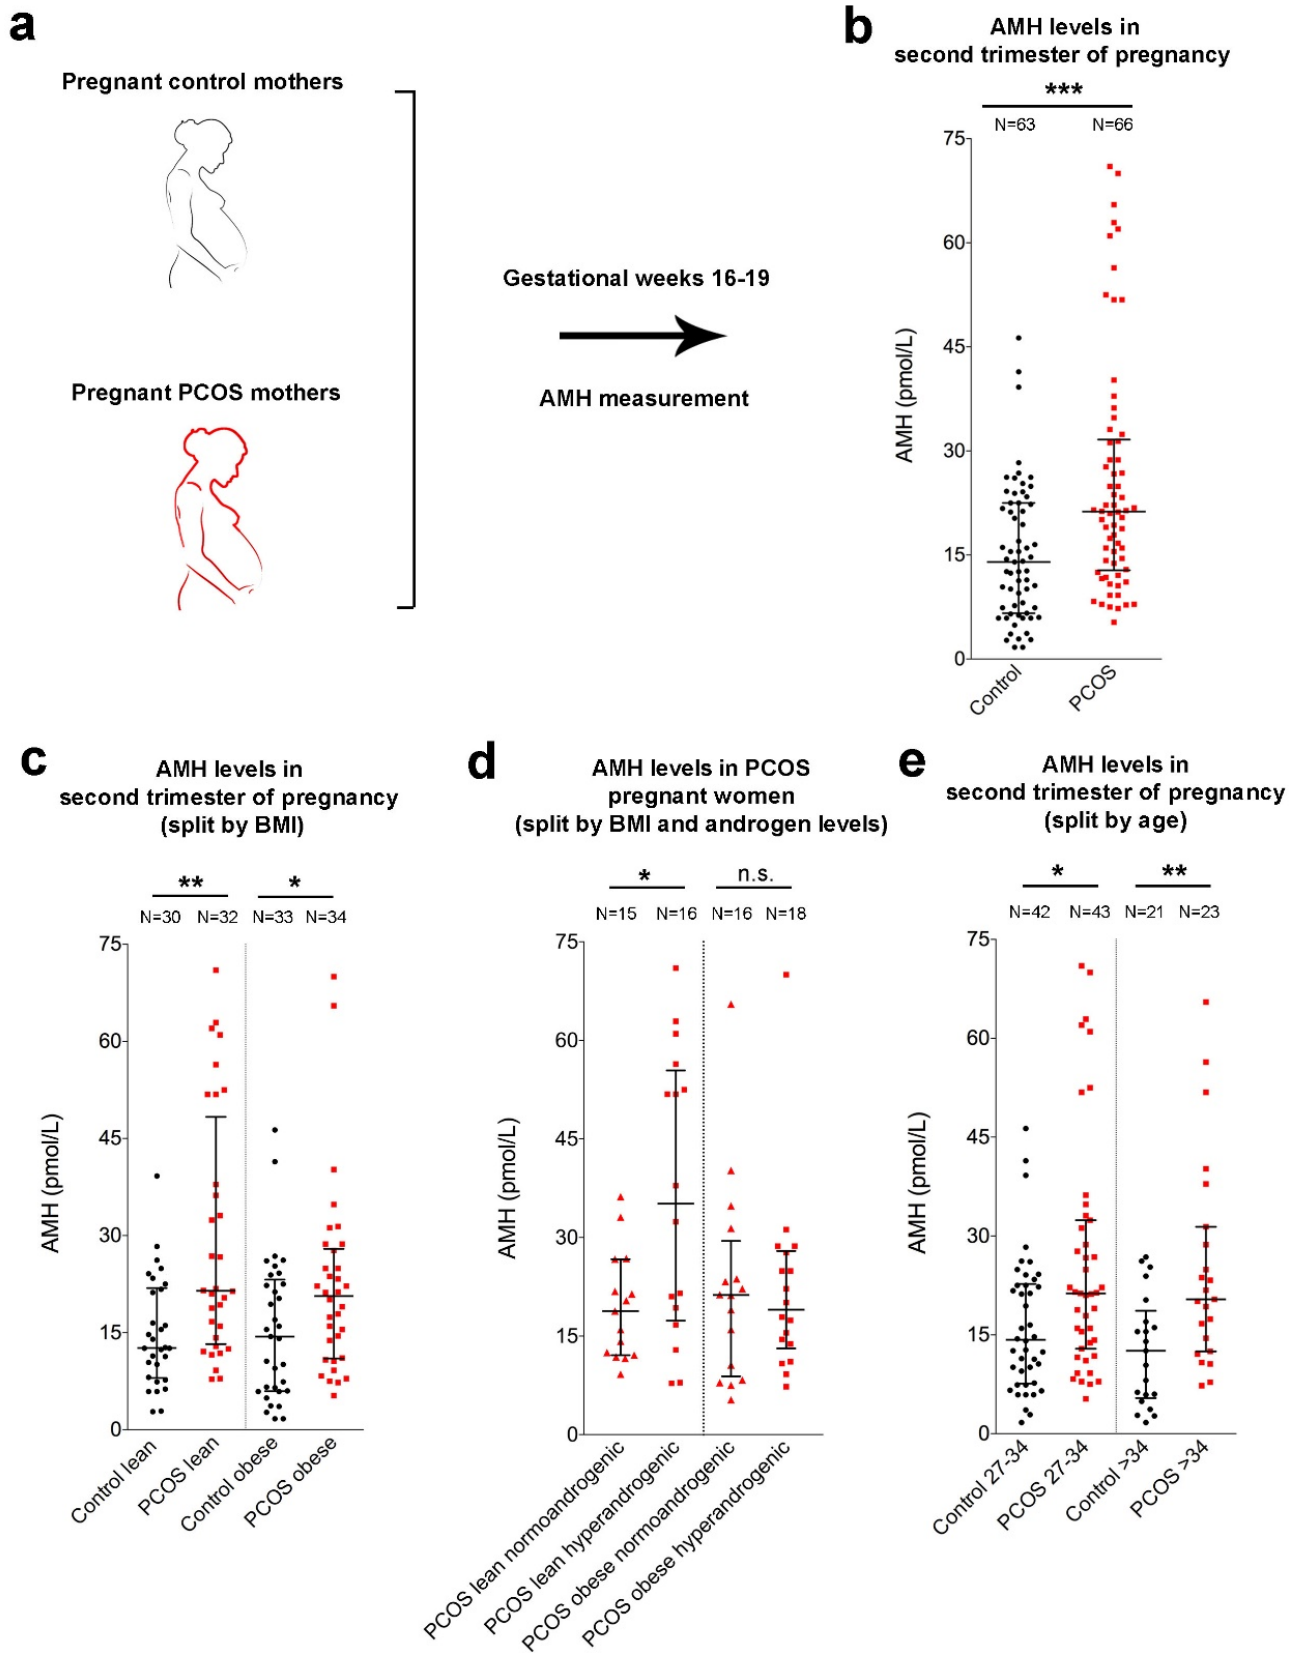 a
Pregnant control mothers
Pregnant PCOS mothers
Gestational weeks 16-19
AMH measurement
b
AMH levels in
second trimester of pregnancy
***
N=63 N=66
75
60
45
30
15
0
AMH (pmol/L)
Control PCOS
c
AMH levels in
second trimester of pregnancy
(split by BMI)
** *
N=30 N=32 N=33 N=34
75
60
45
30
15
0
AMH (pmol/L)
Control lean PCOS lean Control obese PCOS obese
d
AMH levels in PCOS
pregnant women
(split by BMI and androgen levels)
* n.s.
N=15 N=16 N=16 N=18
75
60
45
30
15
0
AMH (pmol/L)
PCOS lean normoandrogenic
PCOS lean hyperandrogenic
PCOS obese normoandrogenic
PCOS obese hyperandrogenic
e
AMH levels in
second trimester of pregnancy
(split by age)
* **
N=42 N=43 N=21 N=23
75
60
45
30
15
0
AMH (pmol/L)
Control 27-34 PCOS 27-34 Control >34 PCOS >34